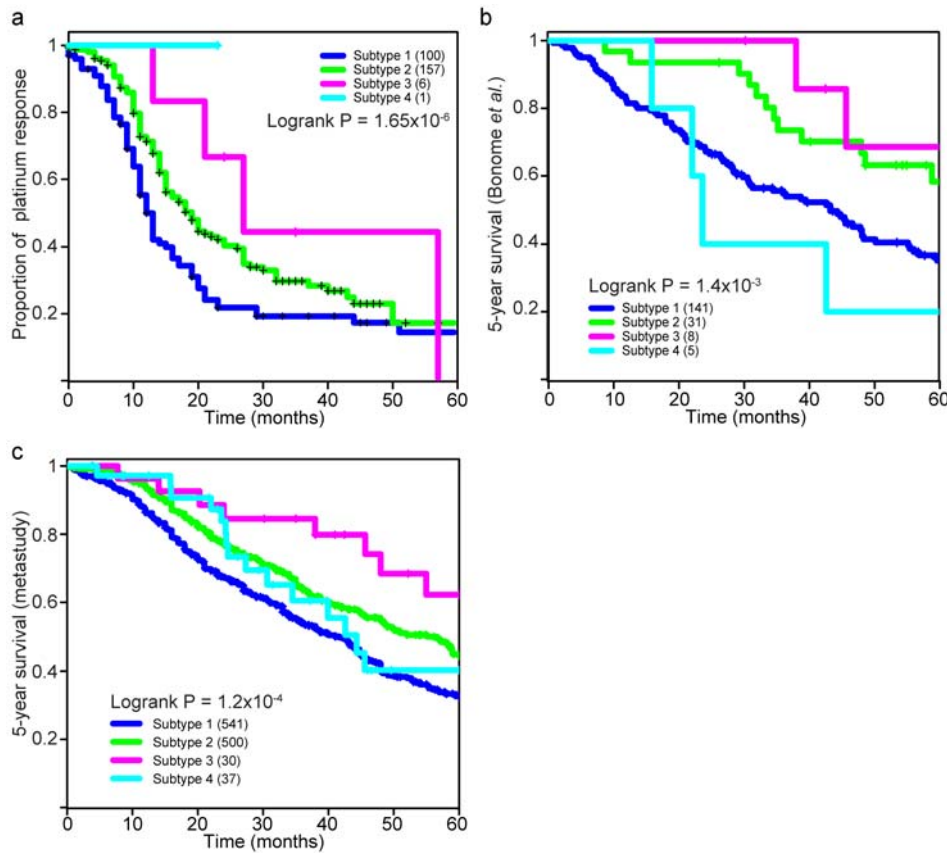 a
Proportion of platinum response
1
0.8
0.6
0.4
0.2
0 10 20 30 40 50 60
Time (months)
Subtype 1 (100)
Subtype 2 (157)
Subtype 3 (6)
Subtype 4 (1)
Logrank P = 1.65x10-6
b
5-year survival (Bonome et al.)
1
0.8
0.6
0.4
0.2
0 10 20 30 40 50 60
Time (months)
Logrank P = 1.4x10-3
Subtype 1 (141)
Subtype 2 (31)
Subtype 3 (8)
Subtype 4 (5)
c
5-year survival (metastudy)
1
0.8
0.6
0.4
0.2
0 10 20 30 40 50 60
Time (months)
Logrank P = 1.2x10-4
Subtype 1 (541)
Subtype 2 (500)
Subtype 3 (30)
Subtype 4 (37)